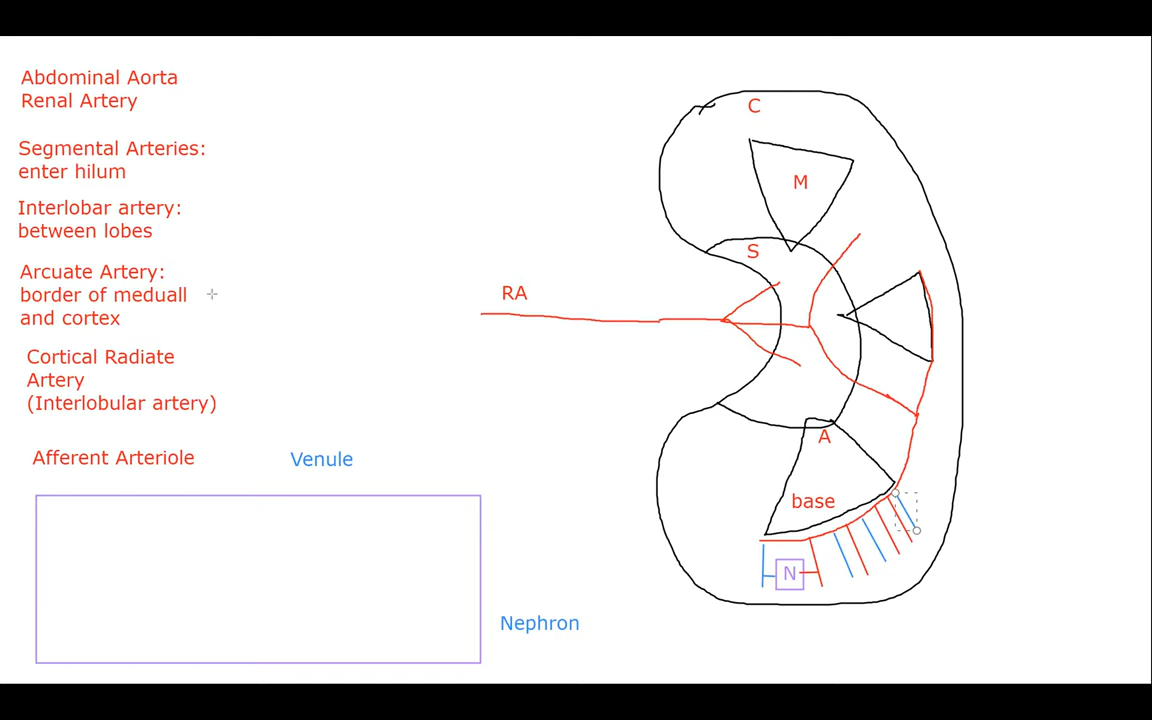 Abdominal Aorta
Renal Artery
Segmental Arteries:
enter hilum
Interlobar artery:
between lobes
Arcuate Artery:
border of meduall
and cortex
Cortical Radiate
Artery
(Interlobular artery)
Afferent Arteriole
Venule
Nephron
RA
C
M
S
A
base
N